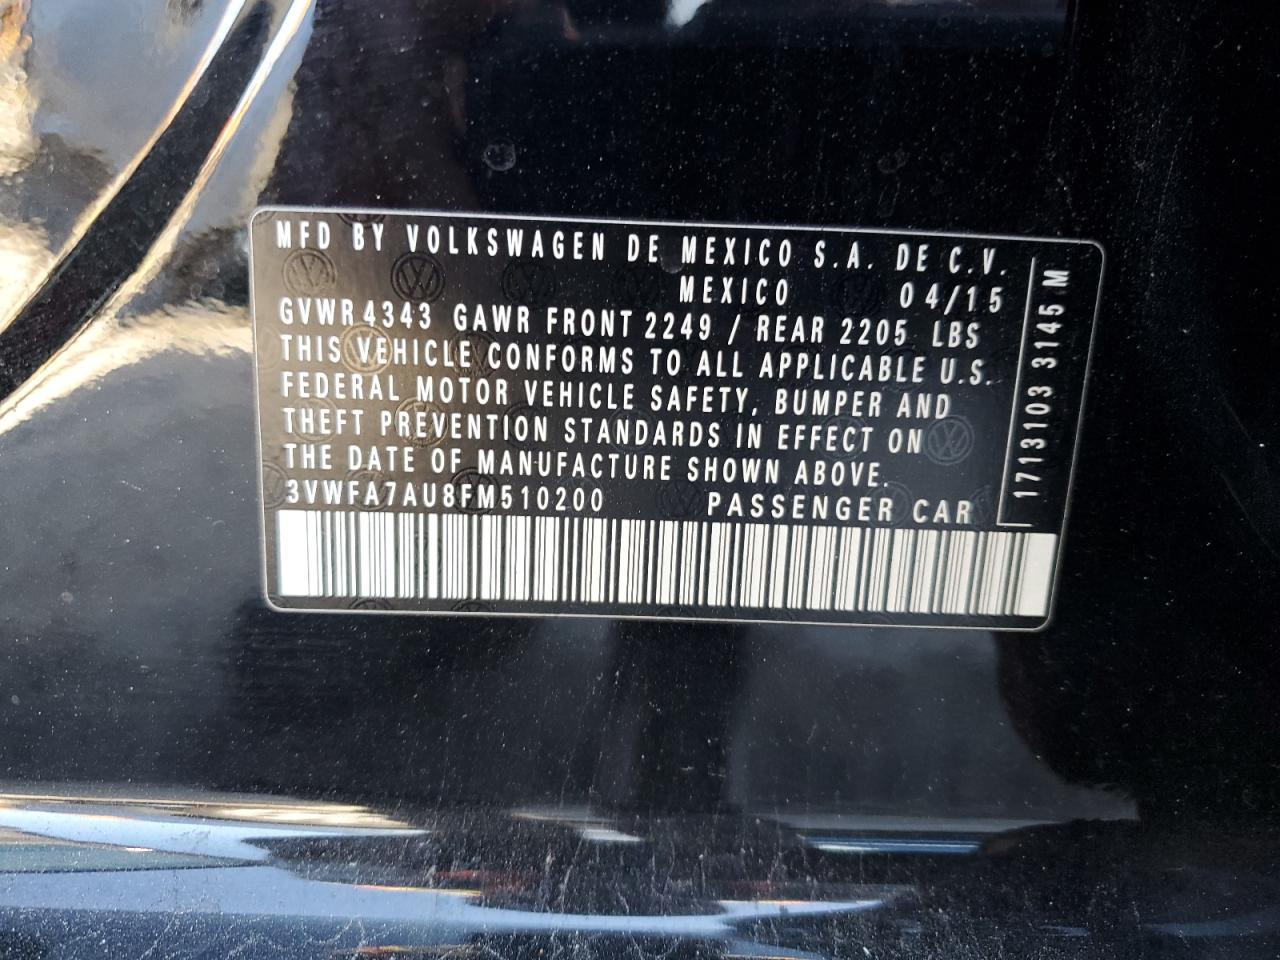 MFD BY VOLKSWAGEN DE MEXICO S.A. DE C.V.
MEXICO 04/15
GVWR 4343 GAWR FRONT 2249 / REAR 2205 LBS
THIS VEHICLE CONFORMS TO ALL APPLICABLE U.S.
FEDERAL MOTOR VEHICLE SAFETY, BUMPER AND
THEFT PREVENTION STANDARDS IN EFFECT ON
THE DATE OF MANUFACTURE SHOWN ABOVE.
3VWFA7AU8FM510200 PASSENGER CAR
1713103 3145 M